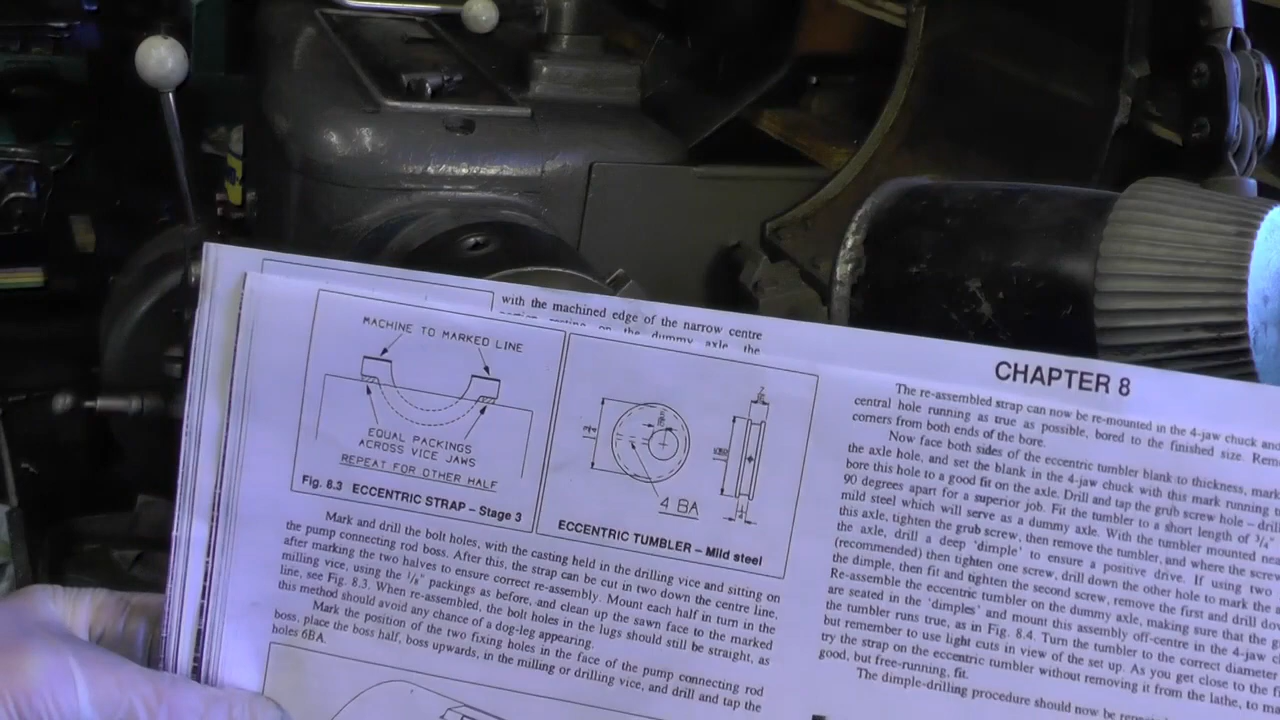 with the machined edge of the narrow centre
on the dummy axle the
MACHINE TO MARKED LINE
EQUAL PACKINGS
ACROSS VICE JAWS
REPEAT FOR OTHER HALF
Fig. 8.3 ECCENTRIC STRAP – Stage 3
4 BA
ECCENTRIC TUMBLER – Mild steel
Mark and drill the bolt holes, with the casting held in the drilling vice and sitting on
the pump connecting rod boss. After this, the strap can be cut in two down the centre line,
after marking the two halves to ensure correct re-assembly. Mount each half in turn in the
milling vice, using the 1/8" packings as before, and clean up the sawn face to the marked
line, see Fig. 8.3. When re-assembled, the bolt holes in the lugs should still be straight, as
this method should avoid any chance of a dog-leg appearing.
Mark the position of the two fixing holes in the face of the pump connecting rod
boss, place the boss half, boss upwards, in the milling or drilling vice, and drill and tap the
holes 6BA.
CHAPTER 8
The re-assembled strap can now be re-mounted in the 4-jaw chuck and
central hole running as true as possible, bored to the finished size. Rem
corners from both ends of the bore.
Now face both sides of the eccentric tumbler blank to thickness, mark
the axle hole, and set the blank in the 4-jaw chuck with this mark running
bore this hole to a good fit on the axle. Drill and tap the grub screw hole – dril
90 degrees apart for a superior job. Fit the tumbler to a short length of 3/4"
mild steel which will serve as a dummy axle. With the tumbler mounted nea
this axle, tighten the grub screw, then remove the tumbler, and where the screw
the axle, drill a deep 'dimple' to ensure a positive drive. If using two
(recommended) then tighten one screw, drill down the other hole to mark the
the dimple, then fit and tighten the second screw, remove the first and drill dow
Re-assemble the eccentric tumbler on the dummy axle, making sure that the g
are seated in the 'dimples' and mount this assembly off-centre in the 4-jaw c
the tumbler runs true, as in Fig. 8.4. Turn the tumbler to the correct diameter
but remember to use light cuts in view of the set up. As you get close to the f
try the strap on the eccentric tumbler without removing it from the lathe, to ma
good, but free-running, fit.
The dimple-drilling procedure should now be